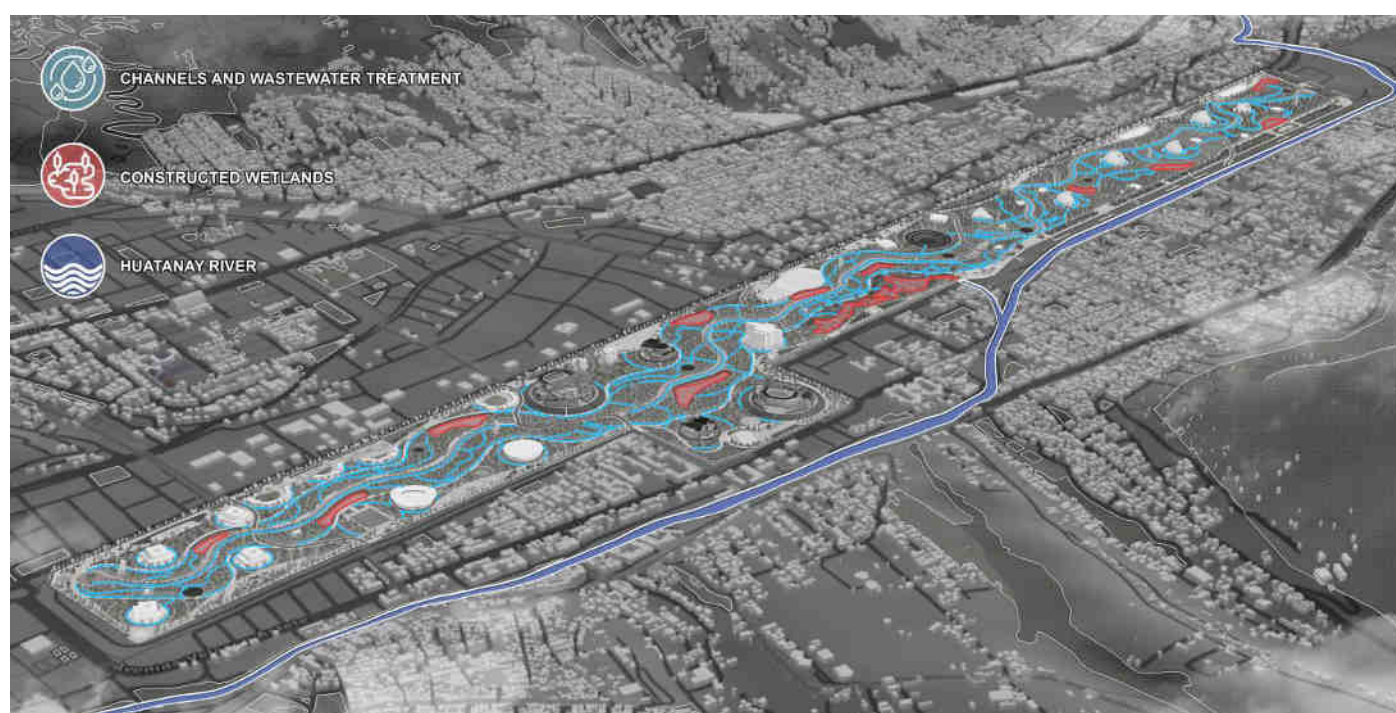 CHANNELS AND WASTEWATER TREATMENT
CONSTRUCTED WETLANDS
HUATANAY RIVER